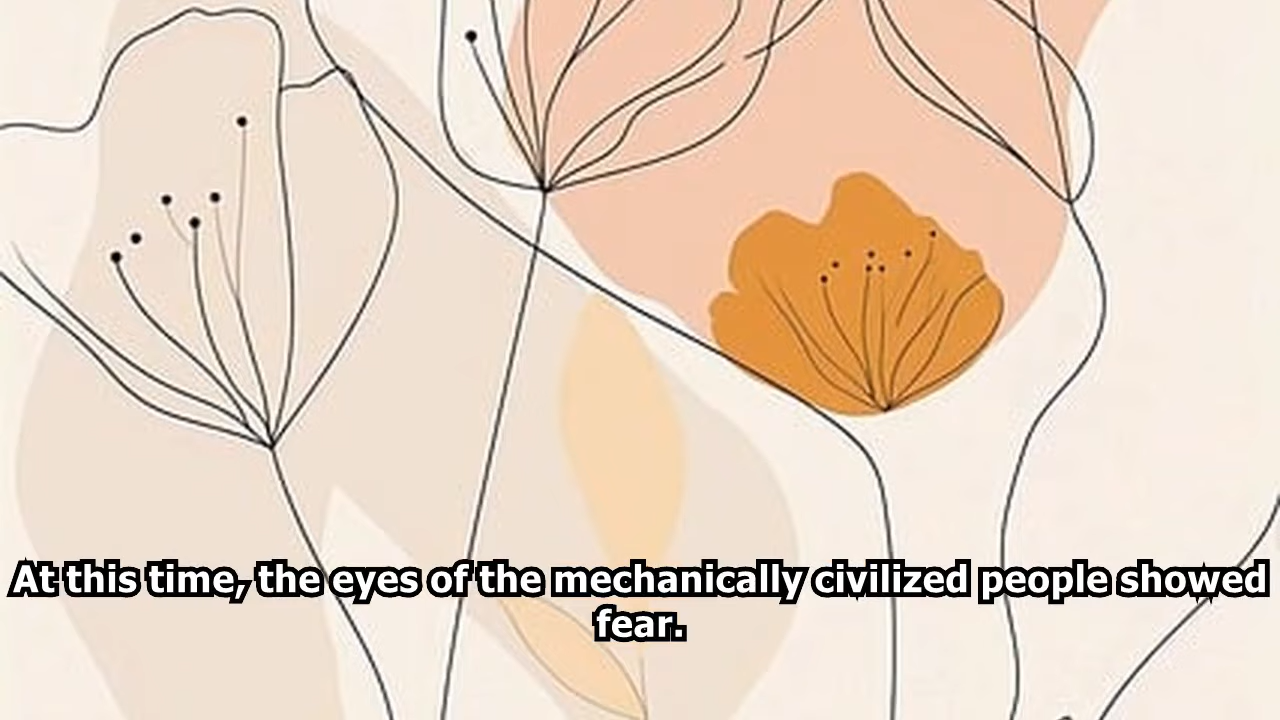 At this time, the eyes of the mechanically civilized people showed
fear.